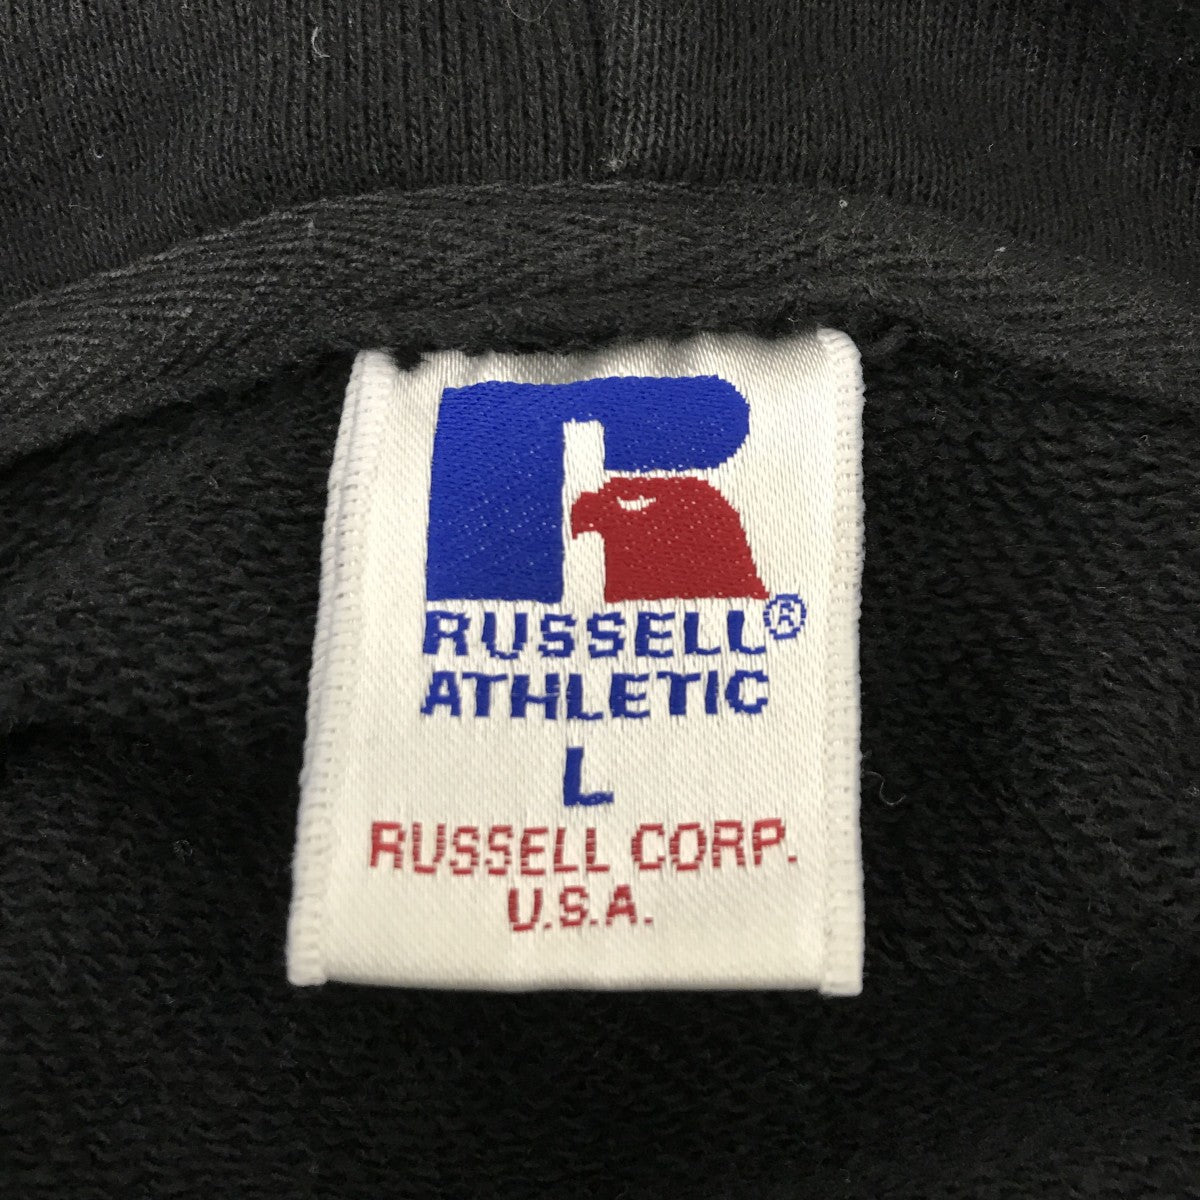 R
RUSSELL®
ATHLETIC
L
RUSSELL CORP.
U.S.A.